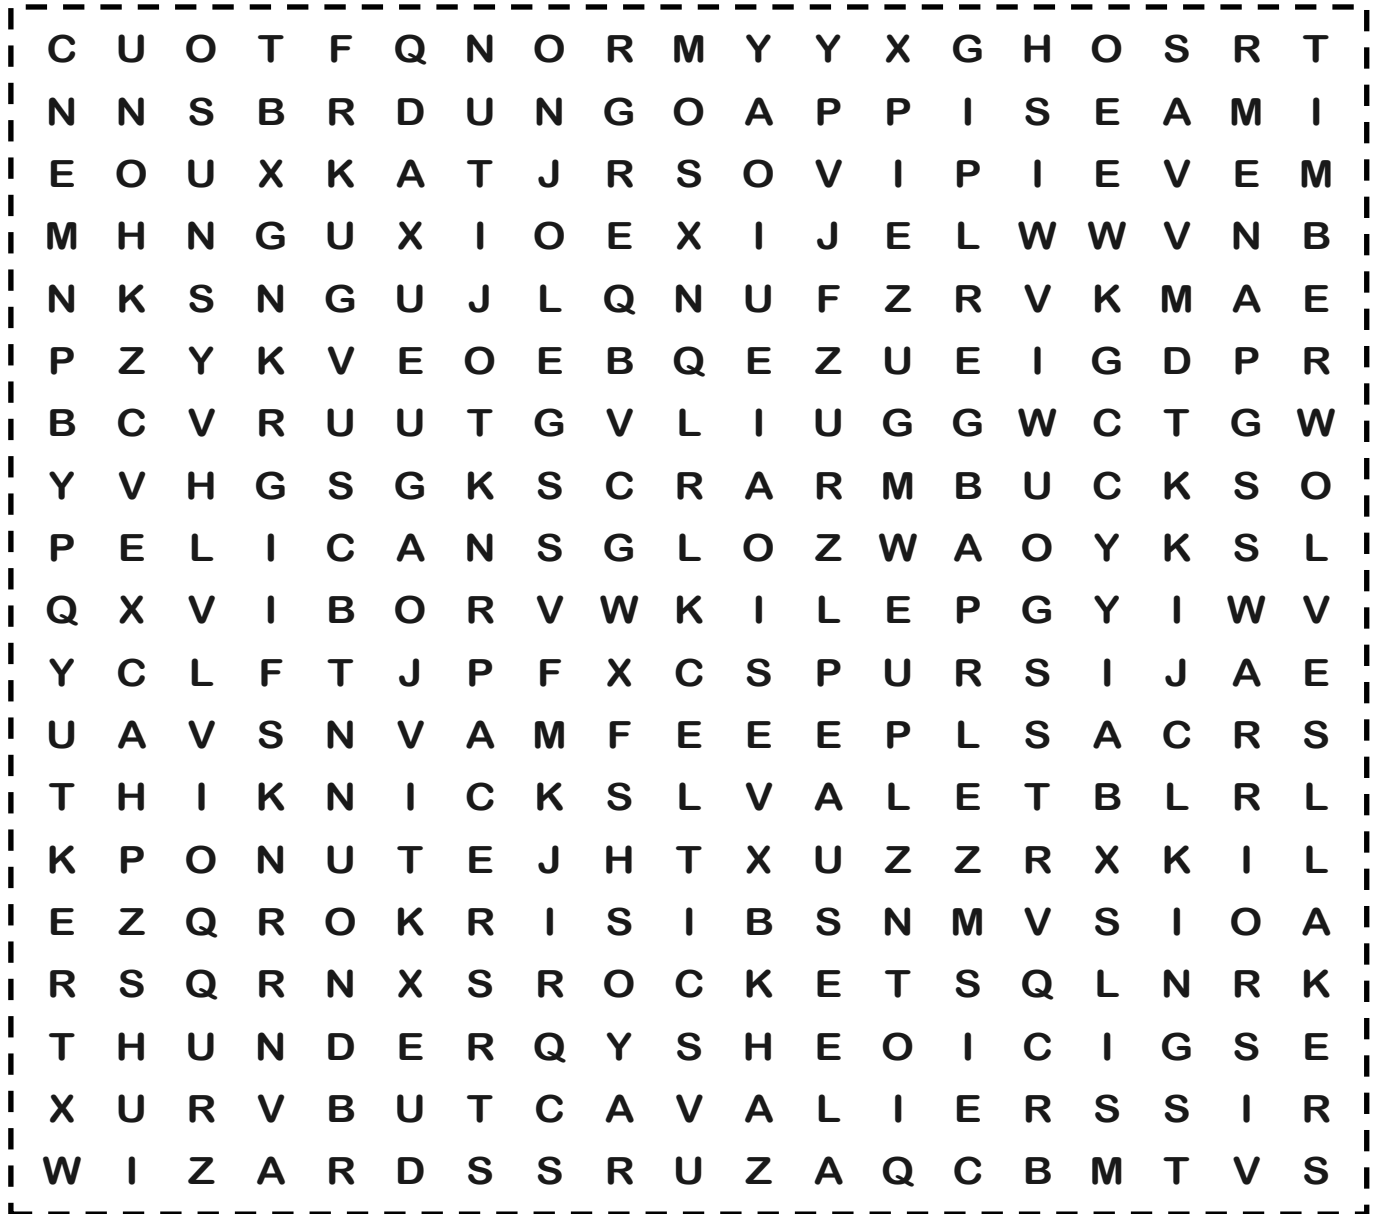 C U O T F Q N O R M Y Y X G H O S R T
N N S B R D U N G O A P P I S E A M I
E O U X K A T J R S O V I P I E V E M
M H N G U X I O E X I J E L W W V N B
N K S N G U J L Q N U F Z R V K M A E
P Z Y K V E O E B Q E Z U E I G D P R
B C V R U U T G V L I U G G W C T G W
Y V H G S G K S C R A R M B U C K S O
P E L I C A N S G L O Z W A O Y K S L
Q X V I B O R V W K I L E P G Y I W V
Y C L F T J P F X C S P U R S I J A E
U A V S N V A M F E E E P L S A C R S
T H I K N I C K S L V A L E T B L R L
K P O N U T E J H T X U Z Z R X K I L
E Z Q R O K R I S I B S N M V S I O A
R S Q R N X S R O C K E T S Q L N R K
T H U N D E R Q Y S H E O I C I G S E
X U R V B U T C A V A L I E R S S I R
W I Z A R D S S R U Z A Q C B M T V S